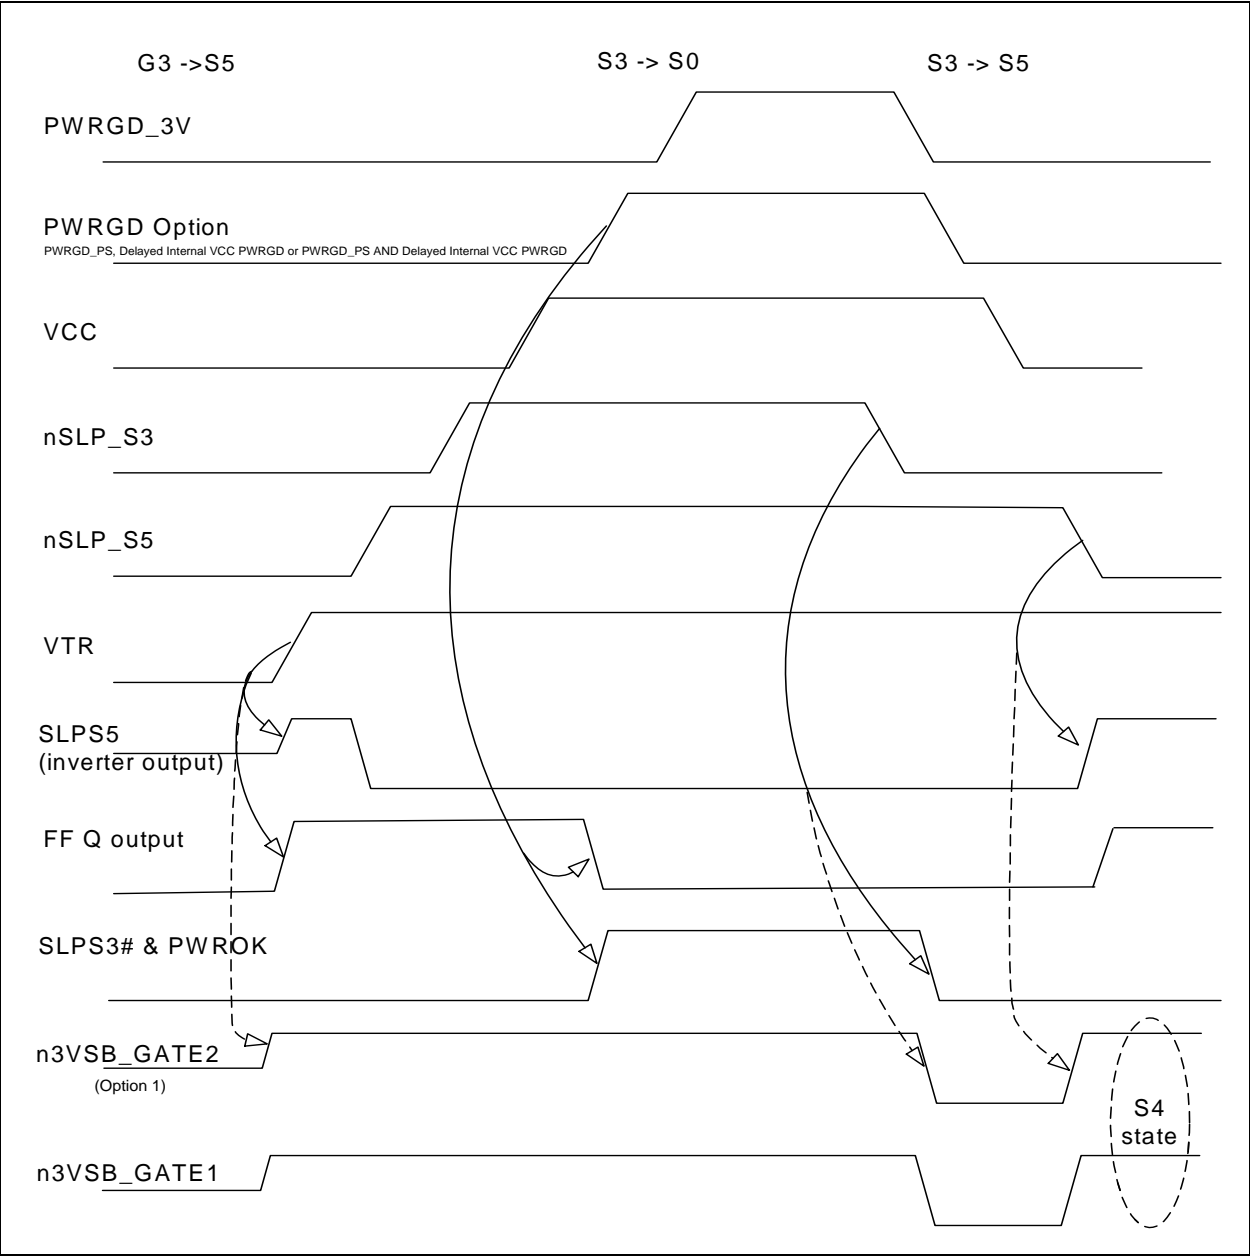 G3 ->S5
S3 -> S0
S3 -> S5
PWRGD_3V
PWRGD Option
PWRGD_PS, Delayed Internal VCC PWRGD or PWRGD_PS AND Delayed Internal VCC PWRGD
VCC
nSLP_S3
nSLP_S5
VTR
SLPS5
(inverter output)
FF Q output
SLPS3# & PWROK
n3VSB_GATE2
(Option 1)
S4
state
n3VSB_GATE1